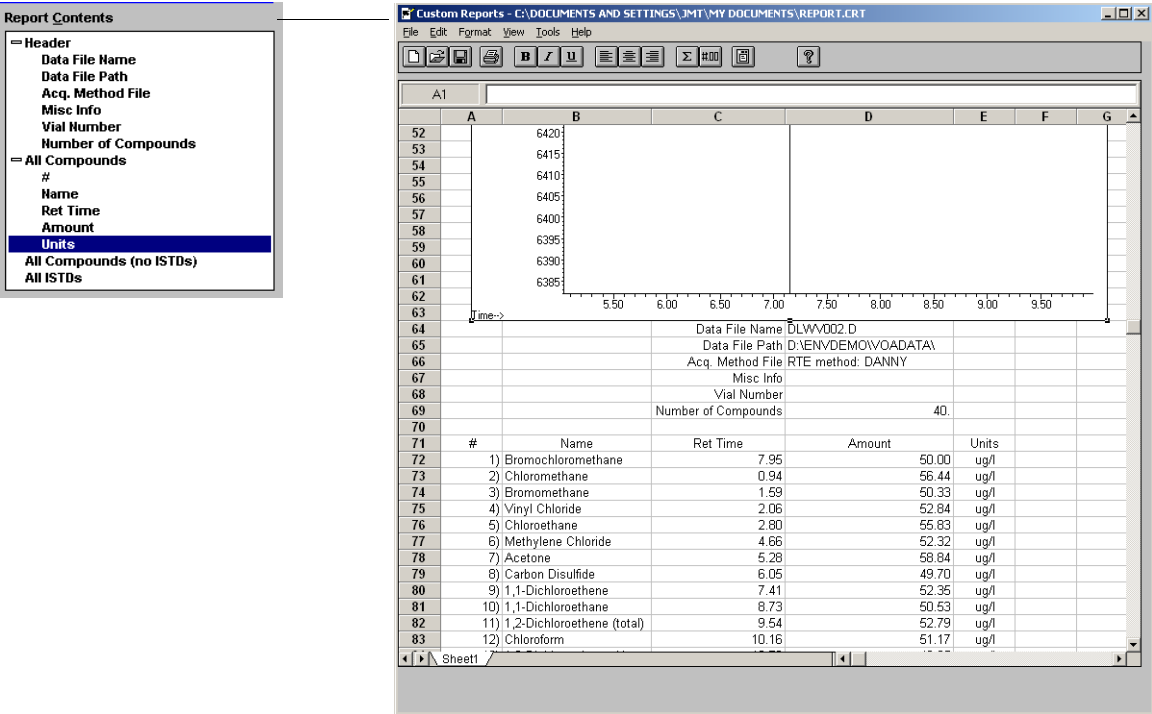 Report Contents
Header
Data File Name
Data File Path
Acq. Method File
Misc Info
Vial Number
Number of Compounds
All Compounds
#
Name
Ret Time
Amount
Units
All Compounds (no ISTDs)
All ISTDs
Custom Reports - C:\DOCUMENTS AND SETTINGS\JMT\MY DOCUMENTS\REPORT.CRT
File Edit Format View Tools Help
B I U Σ #.00 ?
A1
A B C D E F G
52 6420
53 6415
54
55 6410
56 6405
57 6400
58
59 6395
60 6390
61 6385
62 5.50 6.00 6.50 7.00 7.50 8.00 8.50 9.00 9.50
63 Time-->
64 Data File Name DLWV002.D
65 Data File Path D:\ENVDEMO\VOADATA\
66 Acq. Method File RTE method: DANNY
67 Misc Info
68 Vial Number
69 Number of Compounds 40.
70
71 # Name Ret Time Amount Units
72 1) Bromochloromethane 7.95 50.00 ug/l
73 2) Chloromethane 0.94 56.44 ug/l
74 3) Bromomethane 1.59 50.33 ug/l
75 4) Vinyl Chloride 2.06 52.84 ug/l
76 5) Chloroethane 2.80 55.83 ug/l
77 6) Methylene Chloride 4.66 52.32 ug/l
78 7) Acetone 5.28 58.84 ug/l
79 8) Carbon Disulfide 6.05 49.70 ug/l
80 9) 1,1-Dichloroethene 7.41 52.35 ug/l
81 10) 1,1-Dichloroethane 8.73 50.53 ug/l
82 11) 1,2-Dichloroethene (total) 9.54 52.79 ug/l
83 12) Chloroform 10.16 51.17 ug/l
Sheet1